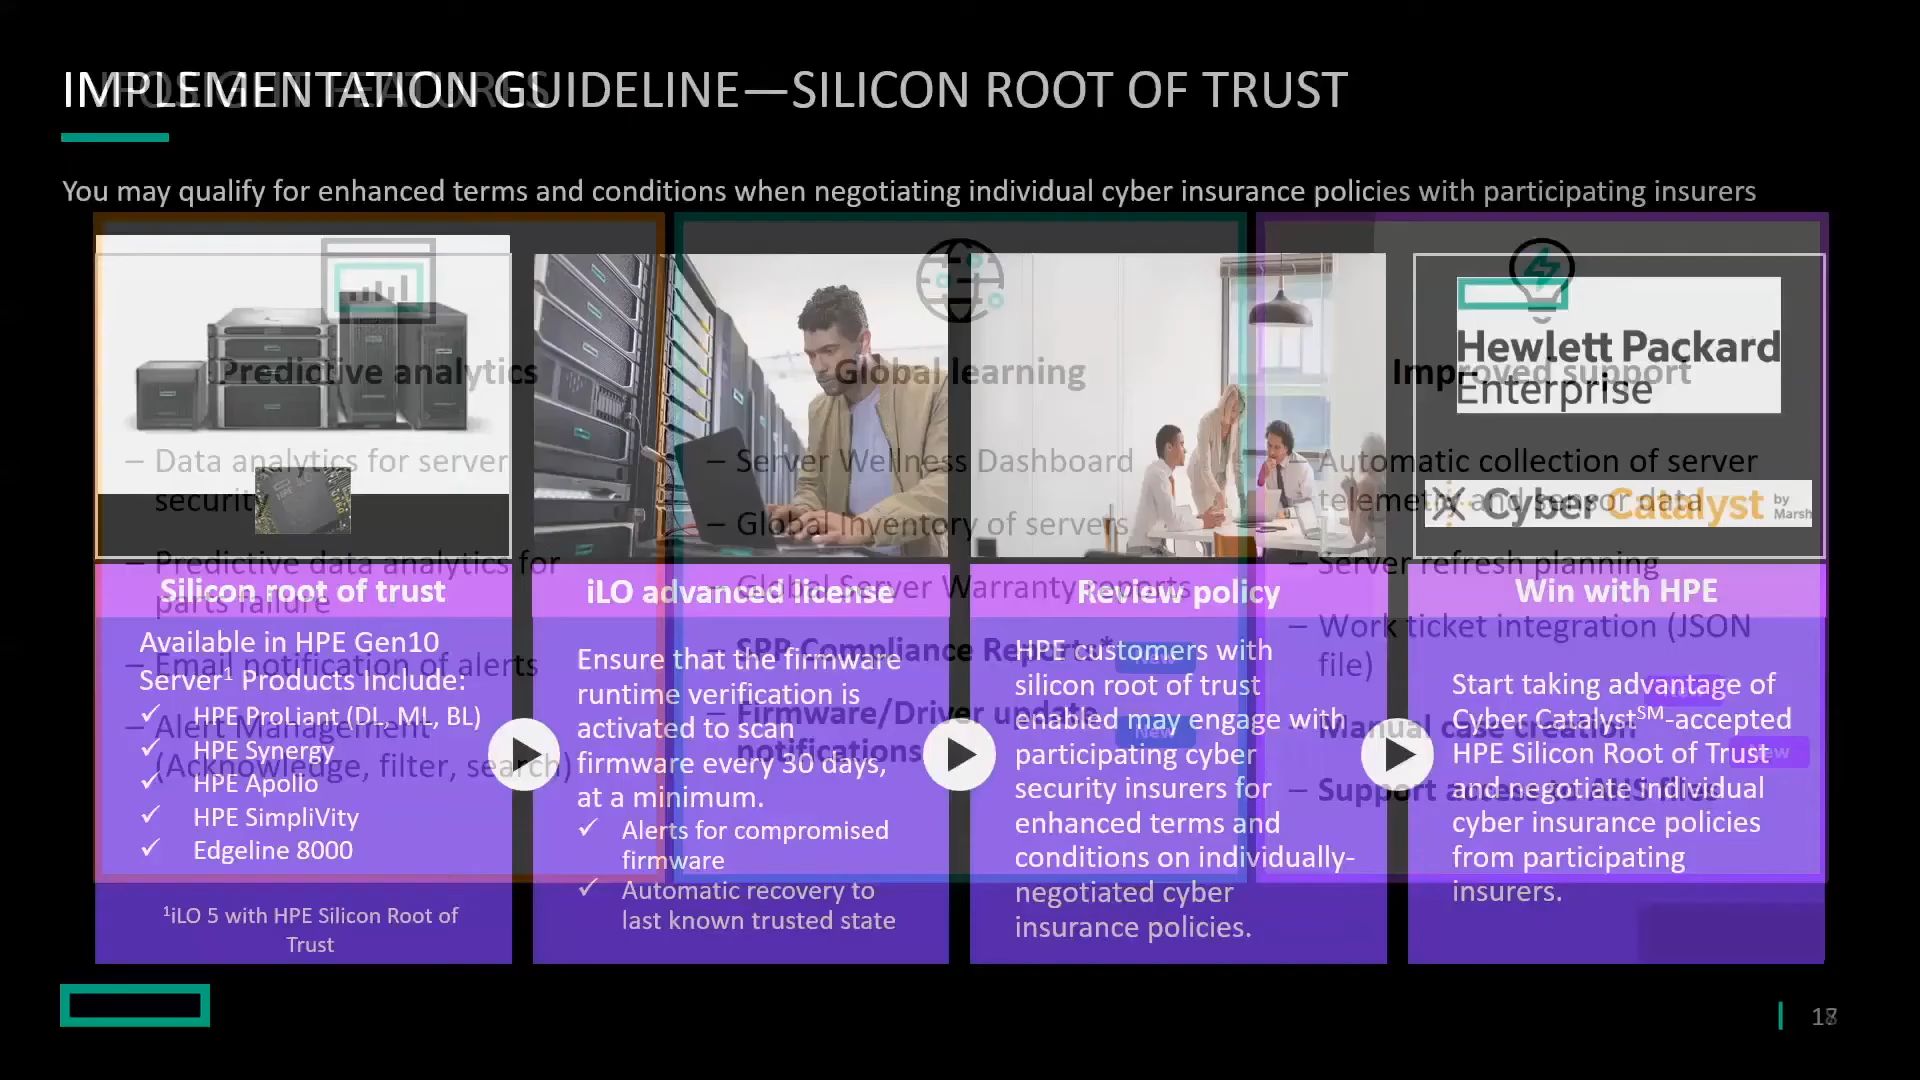 IMPLEMENTATION GUIDELINE—SILICON ROOT OF TRUST
INFOSIGHT FEATURES
You may qualify for enhanced terms and conditions when negotiating individual cyber insurance policies with participating insurers
Silicon root of trust
Available in HPE Gen10
Server¹ Products Include:
✓ HPE ProLiant (DL, ML, BL)
✓ HPE Synergy
✓ HPE Apollo
✓ HPE SimpliVity
✓ Edgeline 8000
¹iLO 5 with HPE Silicon Root of
Trust
iLO advanced license
Ensure that the firmware
runtime verification is
activated to scan
firmware every 30 days,
at a minimum.
✓ Alerts for compromised
firmware
✓ Automatic recovery to
last known trusted state
Review policy
HPE customers with
silicon root of trust
enabled may engage with
participating cyber
security insurers for
enhanced terms and
conditions on individually-
negotiated cyber
insurance policies.
Hewlett Packard
Enterprise
Cyber Catalyst by
Marsh
Win with HPE
Start taking advantage of
Cyber Catalyst℠-accepted
HPE Silicon Root of Trust
and negotiate individual
cyber insurance policies
from participating
insurers.
Predictive analytics
– Data analytics for server
security
– Predictive data analytics for
parts failure
– Email notification of alerts
– Alert Management
(Acknowledge, filter, search)
Global learning
– Server Wellness Dashboard
– Global Inventory of servers
– Global Server Warranty reports
– SPP Compliance Reports* New
– Firmware/Driver update
notifications New
Improved support
– Automatic collection of server
telemetry and sensor data
– Server refresh planning
– Work ticket integration (JSON
file)
– Manual case creation
– Support access to AHS files